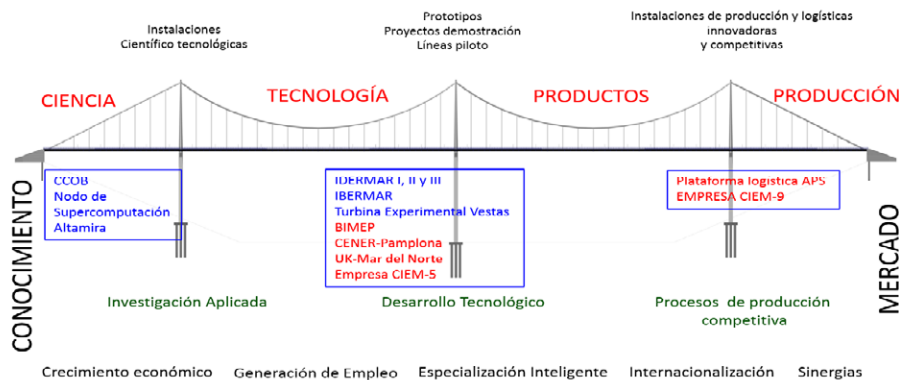 Instalaciones
Científico tecnológicas
Prototipos
Proyectos demostración
Líneas piloto
Instalaciones de producción y logísticas
innovadoras
y competitivas
CIENCIA
TECNOLOGÍA
PRODUCTOS
PRODUCCIÓN
CONOCIMIENTO
CCOB
Nodo de
Supercomputación
Altamira
IDERMAR I, II y III
IBERMAR
Turbina Experimental Vestas
BIMEP
CENER-Pamplona
UK-Mar del Norte
Empresa CIEM-5
Plataforma logística APS
EMPRESA CIEM-9
MERCADO
Investigación Aplicada
Desarrollo Tecnológico
Procesos de producción
competitiva
Crecimiento económico
Generación de Empleo
Especialización Inteligente
Internacionalización
Sinergias